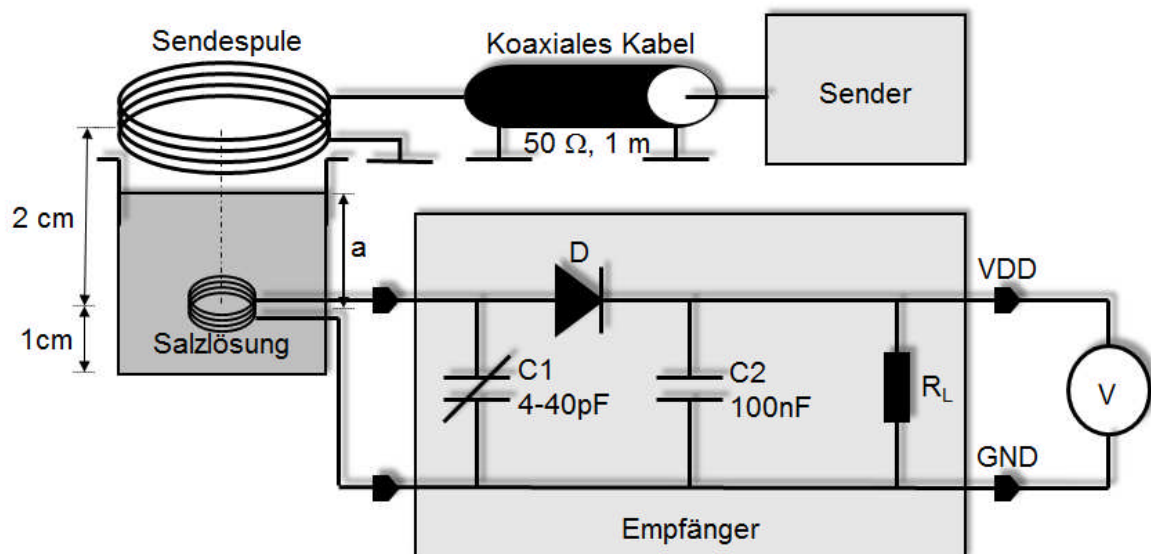 Sendespule
Koaxiales Kabel
Sender
50 Ω, 1 m
2 cm
a
D
VDD
1cm
Salzlösung
C1
4-40pF
C2
100nF
RL
V
GND
Empfänger